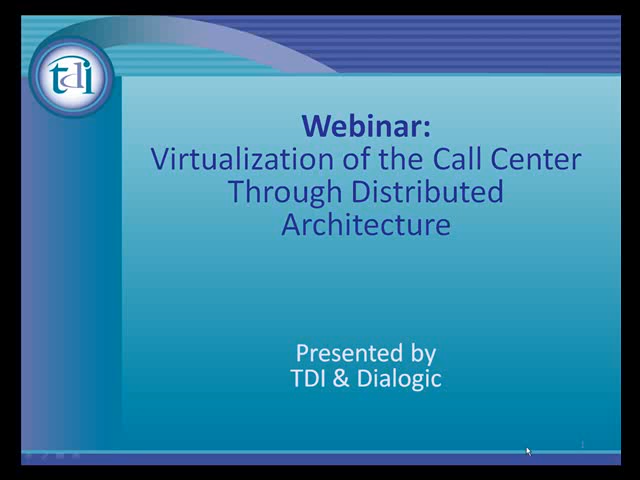 tdi
Webinar:
Virtualization of the Call Center
Through Distributed
Architecture
Presented by
TDI & Dialogic
1